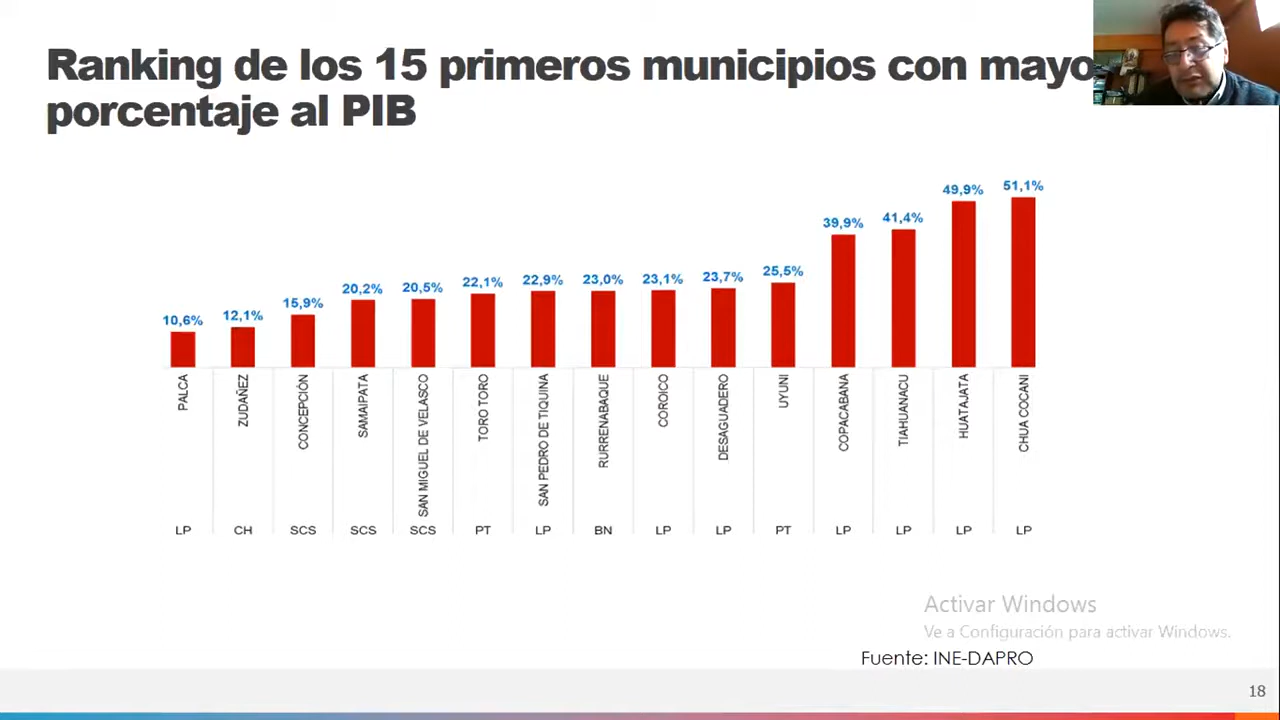 Ranking de los 15 primeros municipios con mayo
porcentaje al PIB
10,6% 12,1% 15,9% 20,2% 20,5% 22,1% 22,9% 23,0% 23,1% 23,7% 25,5% 39,9% 41,4% 49,9% 51,1%
PALCA
ZUDAÑEZ
CONCEPCIÓN
SAMAIPATA
SAN MIGUEL DE VELASCO
TORO TORO
SAN PEDRO DE TIQUINA
RURRENABAQUE
COROICO
DESAGUADERO
UYUNI
COPACABANA
TIAHUANACU
HUATAJATA
CHUA COCANI
LP CH SCS SCS SCS PT LP BN LP LP PT LP LP LP LP
Activar Windows
Ve a Configuración para activar Windows.
Fuente: INE-DAPRO
18